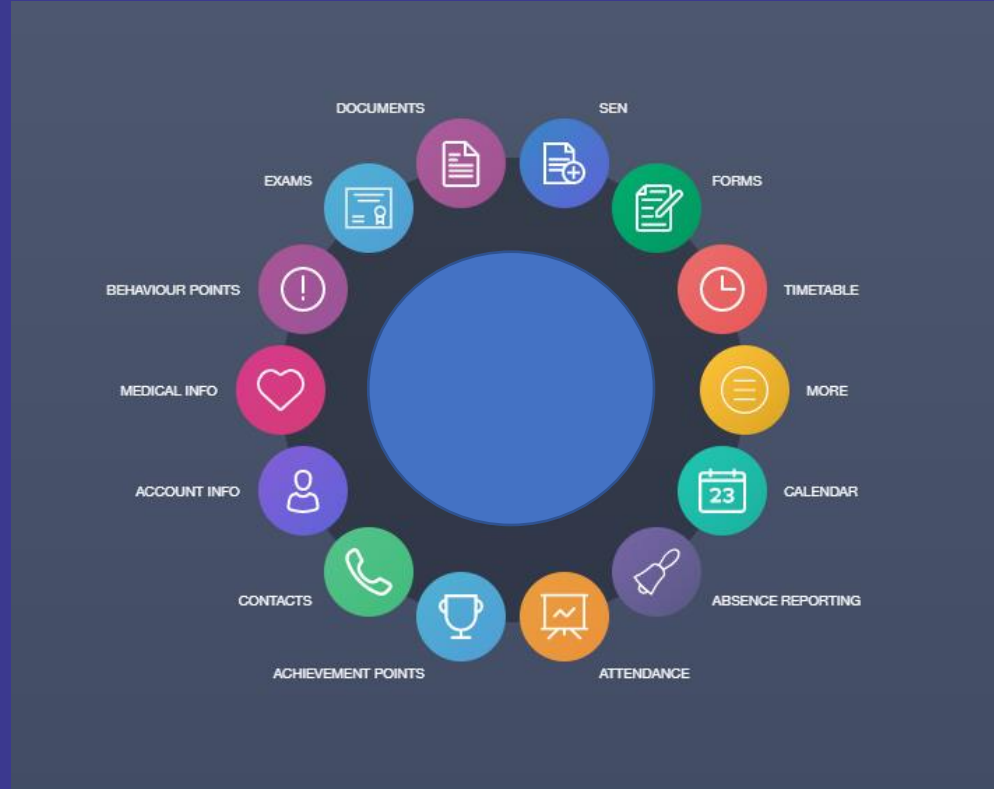 DOCUMENTS
SEN
EXAMS
FORMS
BEHAVIOUR POINTS
TIMETABLE
MEDICAL INFO
MORE
ACCOUNT INFO
23
CALENDAR
CONTACTS
ABSENCE REPORTING
ACHIEVEMENT POINTS
ATTENDANCE